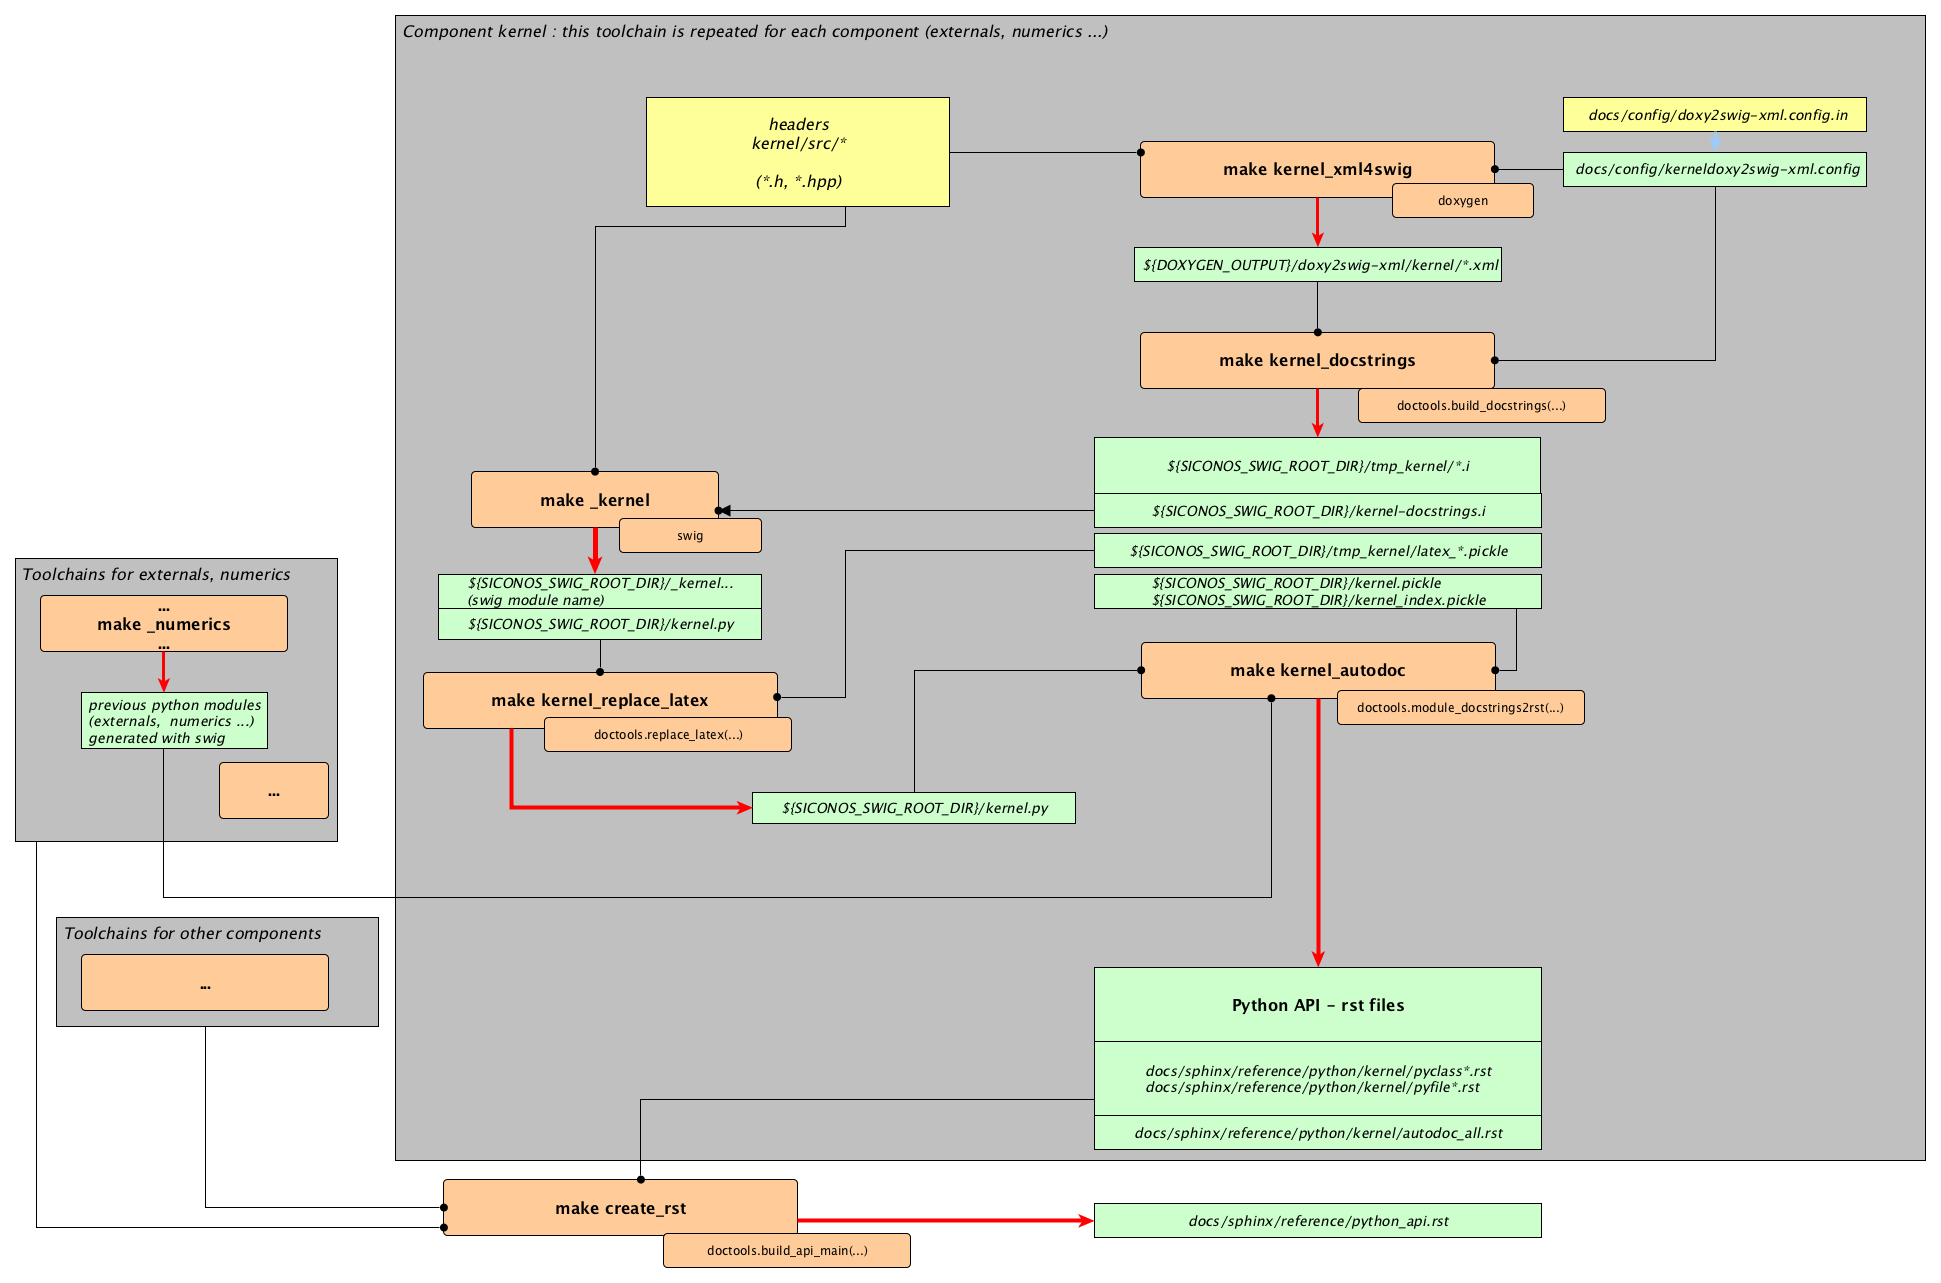 Component kernel : this toolchain is repeated for each component (externals, numerics ...)
headers
kernel/src/*
(*.h, *.hpp)
make kernel_xml4swig
doxygen
docs/config/doxy2swig-xml.config.in
docs/config/kerneldoxy2swig-xml.config
${DOXYGEN_OUTPUT}/doxy2swig-xml/kernel/*.xml
make kernel_docstrings
doctools.build_docstrings(...)
${SICONOS_SWIG_ROOT_DIR}/tmp_kernel/*.i
${SICONOS_SWIG_ROOT_DIR}/kernel-docstrings.i
${SICONOS_SWIG_ROOT_DIR}/tmp_kernel/latex_*.pickle
${SICONOS_SWIG_ROOT_DIR}/kernel.pickle
${SICONOS_SWIG_ROOT_DIR}/kernel_index.pickle
make _kernel
swig
${SICONOS_SWIG_ROOT_DIR}/_kernel...
(swig module name)
${SICONOS_SWIG_ROOT_DIR}/kernel.py
make kernel_replace_latex
doctools.replace_latex(...)
${SICONOS_SWIG_ROOT_DIR}/kernel.py
make kernel_autodoc
doctools.module_docstrings2rst(...)
Toolchains for externals, numerics
...
make _numerics
...
previous python modules
(externals, numerics ...)
generated with swig
...
Toolchains for other components
...
Python API - rst files
docs/sphinx/reference/python/kernel/pyclass*.rst
docs/sphinx/reference/python/kernel/pyfile*.rst
docs/sphinx/reference/python/kernel/autodoc_all.rst
make create_rst
doctools.build_api_main(...)
docs/sphinx/reference/python_api.rst